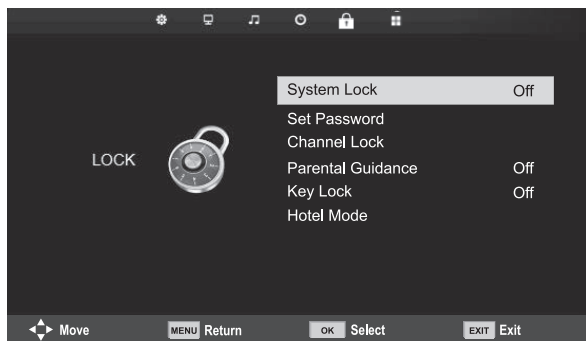 System Lock Off
Set Password
Channel Lock
LOCK
Parental Guidance Off
Key Lock Off
Hotel Mode
Move MENU Return OK Select EXIT Exit